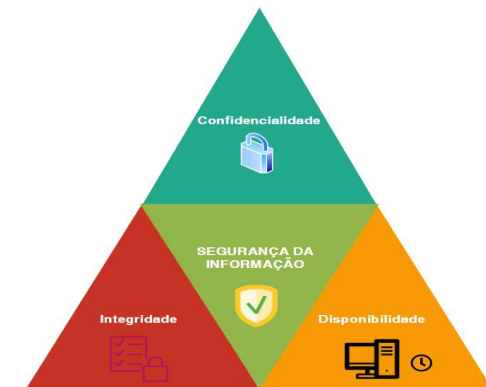 Confidencialidade
SEGURANÇA DA
INFORMAÇÃO
Integridade
Disponibilidade